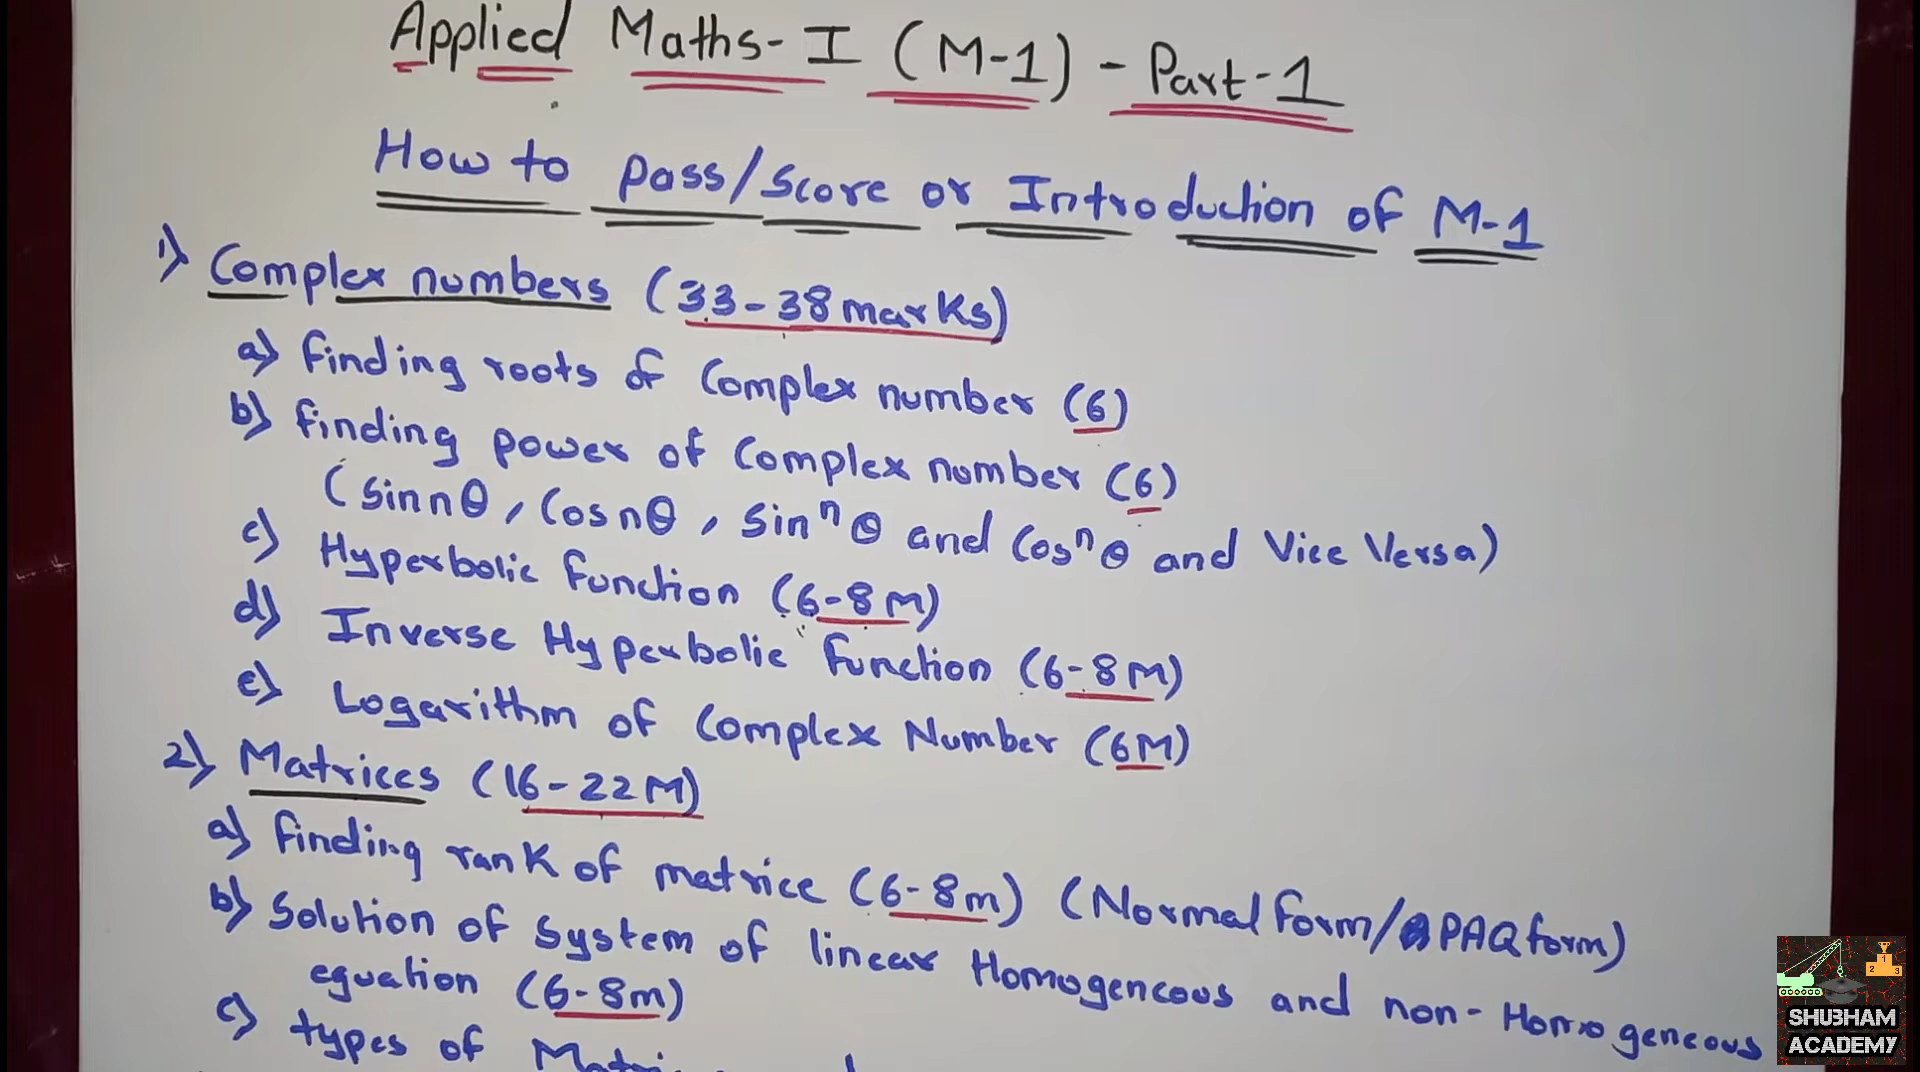 Applied Maths-I (M-1) - Part-1
How to pass/score or Introduction of M-1
1) Complex numbers (33-38 marks)
a) Finding roots of Complex number (6)
b) Finding power of Complex number (6)
(sin nθ, cos nθ, sinⁿθ and cosⁿθ and Vice Versa)
c) Hyperbolic Function (6-8M)
d) Inverse Hyperbolic Function (6-8M)
e) Logarithm of Complex Number (6M)
2) Matrices (16-22M)
a) Finding rank of matrice (6-8m) (Normal form/PAQ form)
b) Solution of system of linear Homogeneous and non-Homogeneous
equation (6-8m)
c) types of
SHUBHAM
ACADEMY